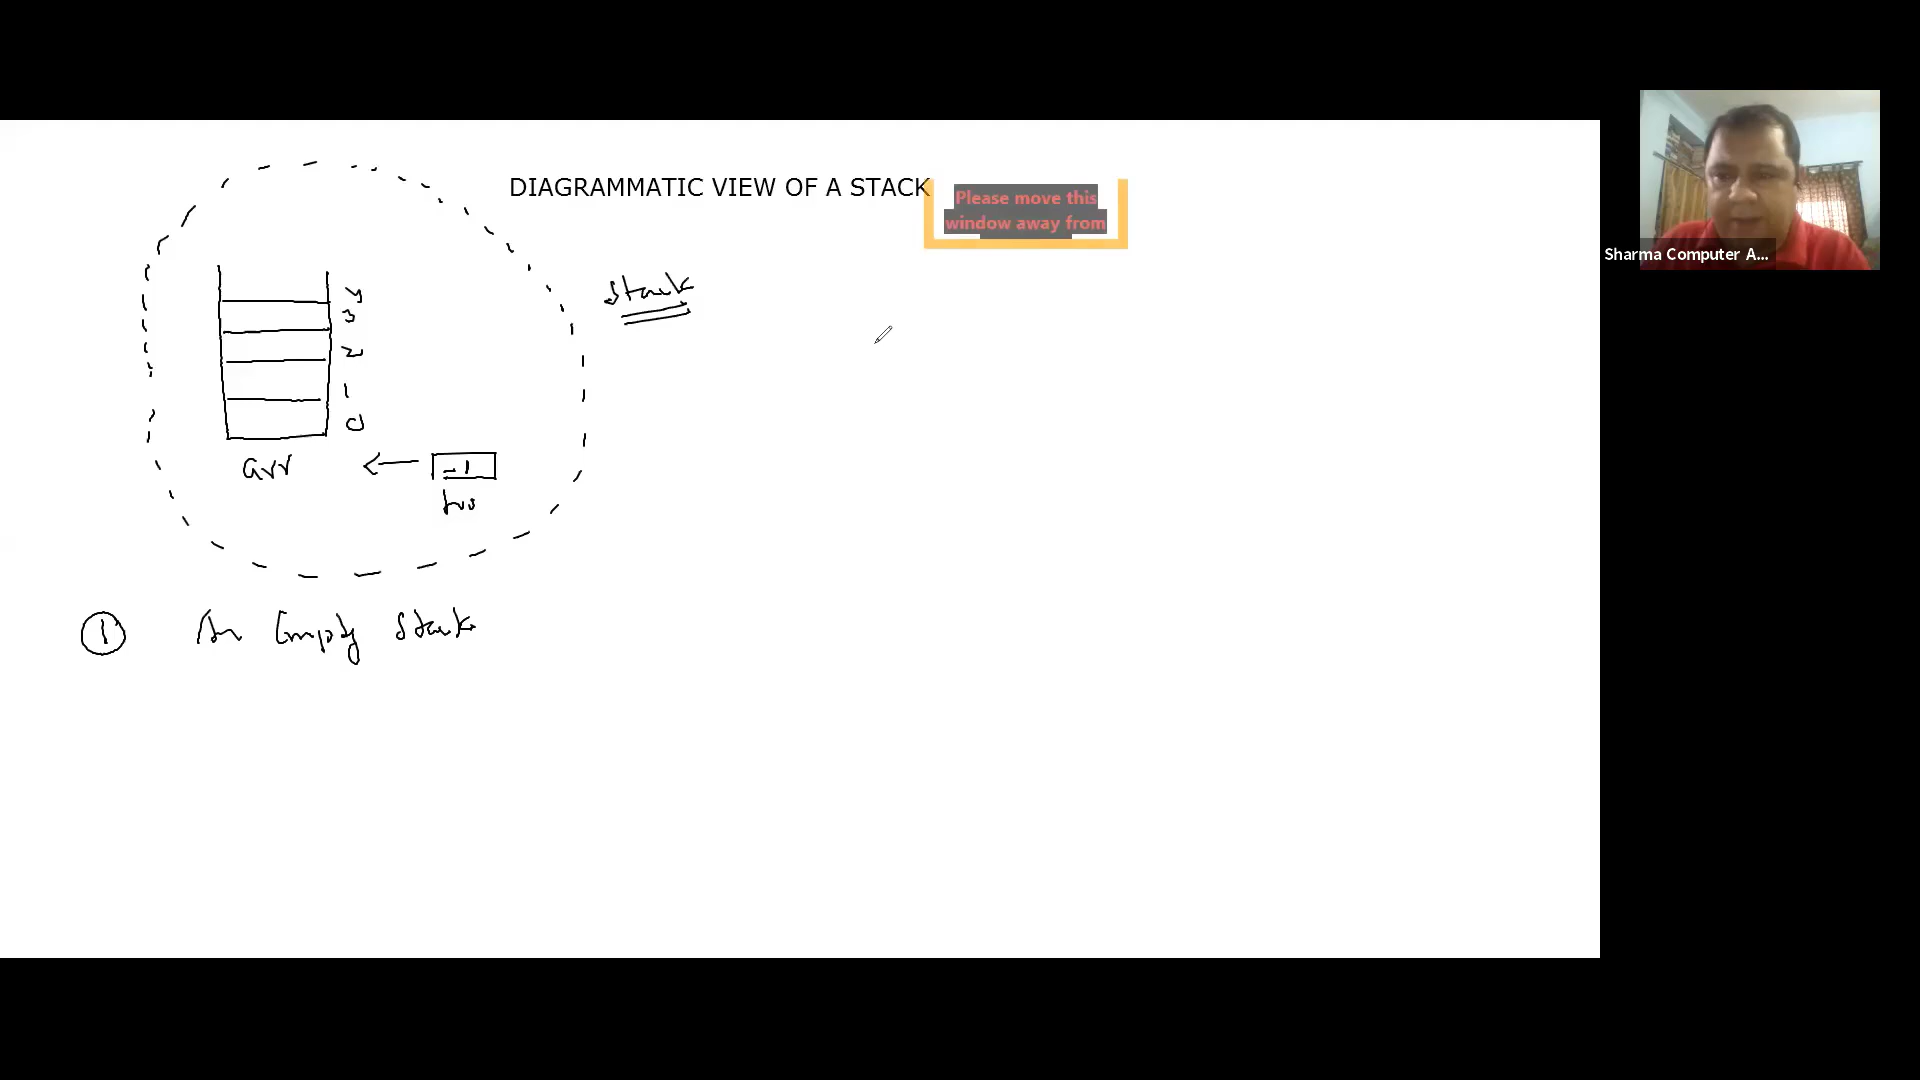 DIAGRAMMATIC VIEW OF A STACK
Please move this
window away from
Sharma Computer A...
Stack
4
3
2
1
0
arr
-1
tos
1 An Empty Stack